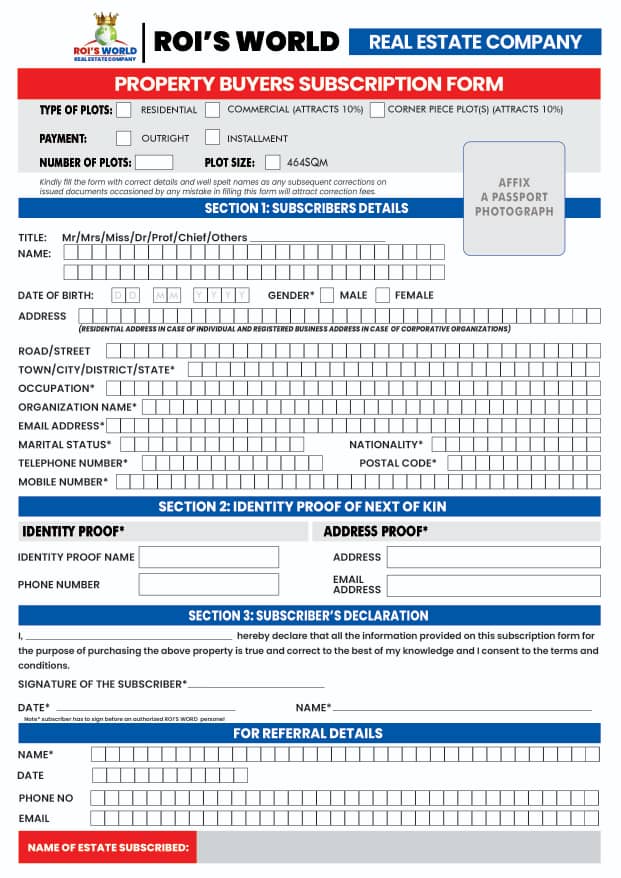 ROI'S WORLD
REAL ESTATE COMPANY
ROI'S WORLD
REAL ESTATE COMPANY
PROPERTY BUYERS SUBSCRIPTION FORM
TYPE OF PLOTS: RESIDENTIAL COMMERCIAL (ATTRACTS 10%) CORNER PIECE PLOT(S) (ATTRACTS 10%)
PAYMENT: OUTRIGHT INSTALLMENT
NUMBER OF PLOTS: PLOT SIZE: 464SQM
Kindly fill the form with correct details and well spelt names as any subsequent corrections on
issued documents occasioned by any mistake in filling this form will attract correction fees.
AFFIX
A PASSPORT
PHOTOGRAPH
SECTION 1: SUBSCRIBERS DETAILS
TITLE: Mr/Mrs/Miss/Dr/Prof/Chief/Others
NAME:
DATE OF BIRTH: D D M M Y Y Y Y GENDER* MALE FEMALE
ADDRESS
(RESIDENTIAL ADDRESS IN CASE OF INDIVIDUAL AND REGISTERED BUSINESS ADDRESS IN CASE OF CORPORATIVE ORGANIZATIONS)
ROAD/STREET
TOWN/CITY/DISTRICT/STATE*
OCCUPATION*
ORGANIZATION NAME*
EMAIL ADDRESS*
MARITAL STATUS* NATIONALITY*
TELEPHONE NUMBER* POSTAL CODE*
MOBILE NUMBER*
SECTION 2: IDENTITY PROOF OF NEXT OF KIN
IDENTITY PROOF* ADDRESS PROOF*
IDENTITY PROOF NAME ADDRESS
PHONE NUMBER EMAIL ADDRESS
SECTION 3: SUBSCRIBER'S DECLARATION
I, hereby declare that all the information provided on this subscription form for
the purpose of purchasing the above property is true and correct to the best of my knowledge and I consent to the terms and
conditions.
SIGNATURE OF THE SUBSCRIBER*
DATE* NAME*
Note* subscriber has to sign before an authorized ROI'S WORD personel
FOR REFERRAL DETAILS
NAME*
DATE
PHONE NO
EMAIL
NAME OF ESTATE SUBSCRIBED: